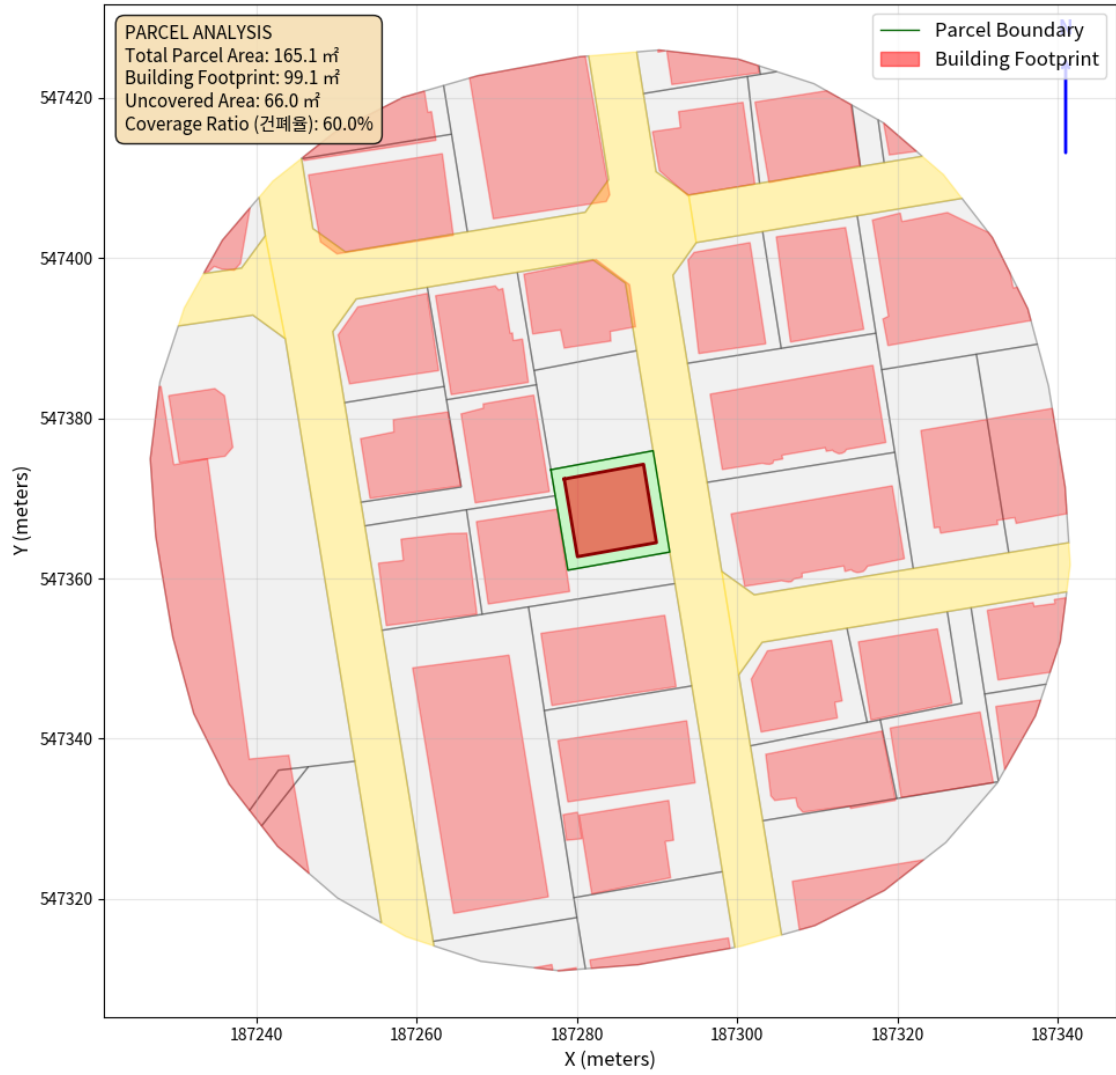 PARCEL ANALYSIS
Total Parcel Area: 165.1 ㎡
Building Footprint: 99.1 ㎡
Uncovered Area: 66.0 ㎡
Coverage Ratio (건폐율): 60.0%
Parcel Boundary
Building Footprint
N
547420
547400
547380
547360
547340
547320
Y (meters)
187240
187260
187280
187300
187320
187340
X (meters)